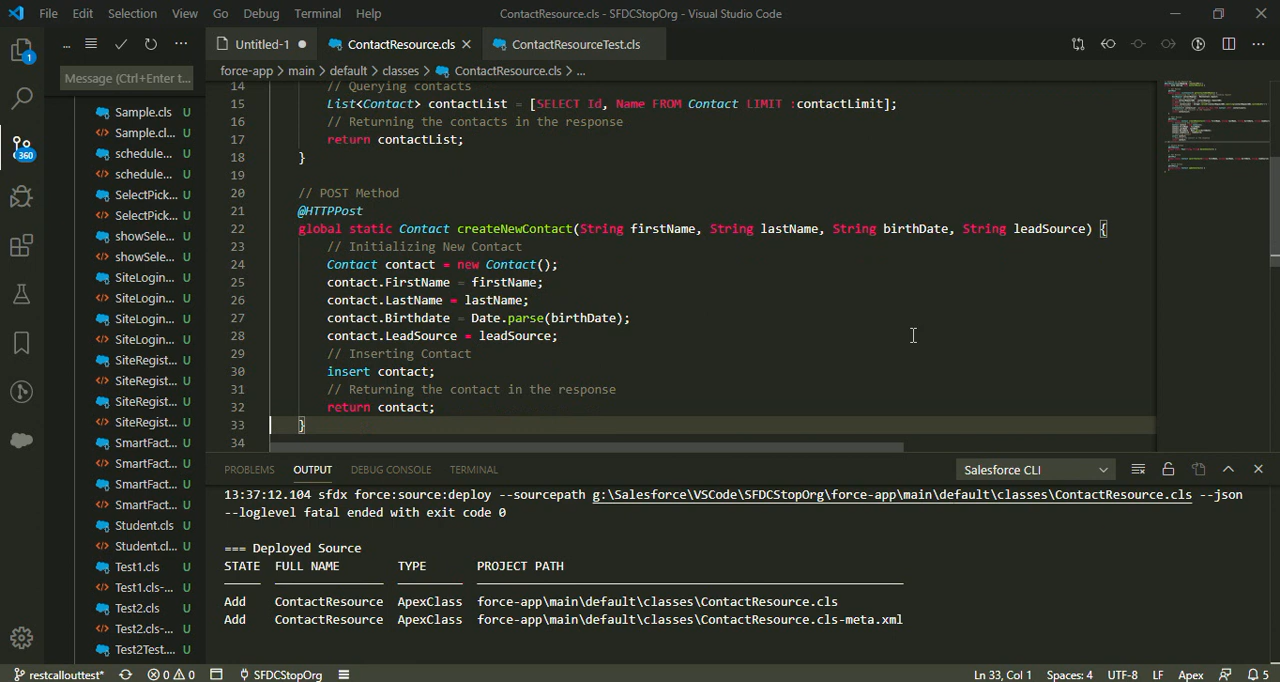 File Edit Selection View Go Debug Terminal Help ContactResource.cls - SFDCStopOrg - Visual Studio Code
... Untitled-1 ContactResource.cls ContactResourceTest.cls
1
Message (Ctrl+Enter t...
force-app > main > default > classes > ContactResource.cls > ...
360
Sample.cls U
Sample.cl... U
schedule... U
schedule... U
SelectPick... U
SelectPick... U
showSele... U
showSele... U
SiteLogin... U
SiteLogin... U
SiteLogin... U
SiteLogin... U
SiteRegist... U
SiteRegist... U
SiteRegist... U
SiteRegist... U
SmartFact... U
SmartFact... U
SmartFact... U
SmartFact... U
Student.cls U
Student.cl... U
Test1.cls U
Test1.cls-... U
Test2.cls U
Test2.cls-... U
Test2Test.... U
14 // Querying contacts
15 List<Contact> contactList = [SELECT Id, Name FROM Contact LIMIT :contactLimit];
16 // Returning the contacts in the response
17 return contactList;
18 }
19
20 // POST Method
21 @HTTPPost
22 global static Contact createNewContact(String firstName, String lastName, String birthDate, String leadSource) {
23 // Initializing New Contact
24 Contact contact = new Contact();
25 contact.FirstName = firstName;
26 contact.LastName = lastName;
27 contact.Birthdate = Date.parse(birthDate);
28 contact.LeadSource = leadSource;
29 // Inserting Contact
30 insert contact;
31 // Returning the contact in the response
32 return contact;
33 }
34
PROBLEMS OUTPUT DEBUG CONSOLE TERMINAL Salesforce CLI
13:37:12.104 sfdx force:source:deploy --sourcepath g:\Salesforce\VSCode\SFDCStopOrg\force-app\main\default\classes\ContactResource.cls --json
--loglevel fatal ended with exit code 0
=== Deployed Source
STATE FULL NAME TYPE PROJECT PATH
Add ContactResource ApexClass force-app\main\default\classes\ContactResource.cls
Add ContactResource ApexClass force-app\main\default\classes\ContactResource.cls-meta.xml
restcallouttest* 0 0 SFDCStopOrg Ln 33, Col 1 Spaces: 4 UTF-8 LF Apex 5